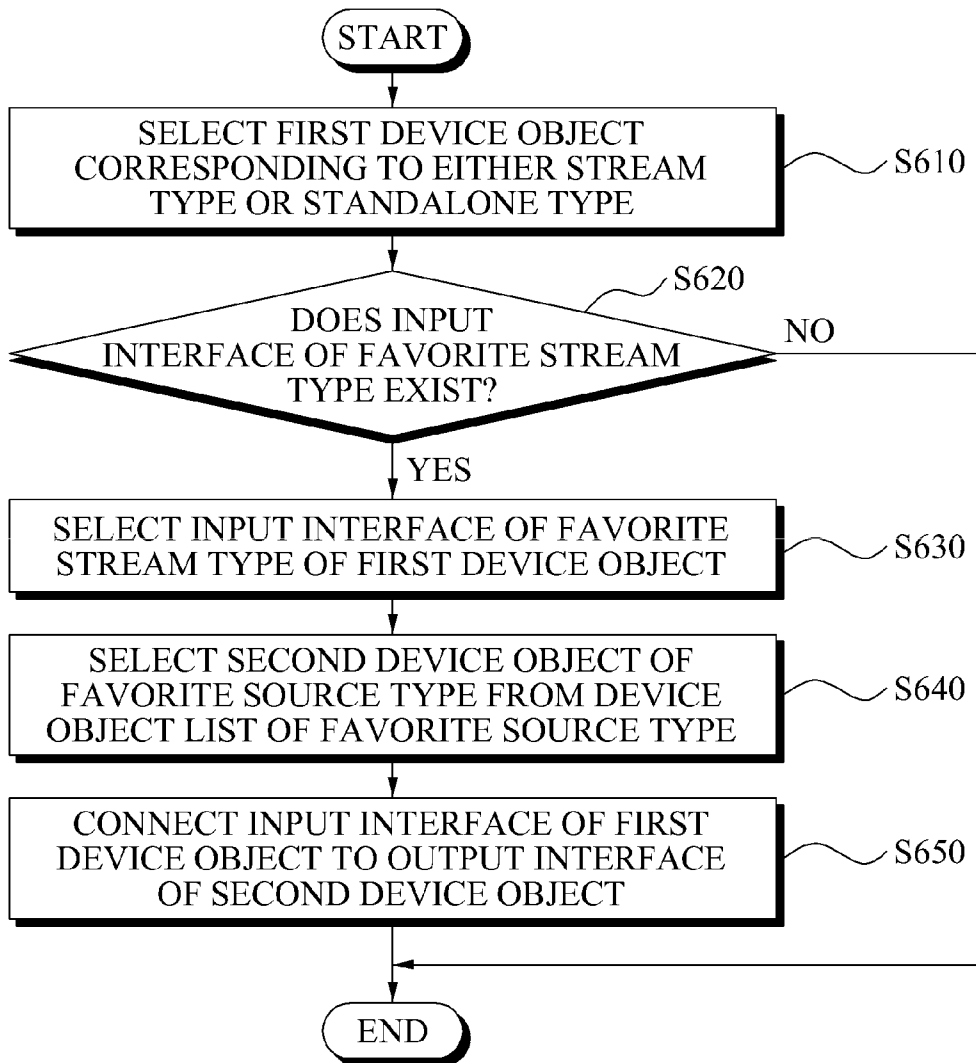 START
SELECT FIRST DEVICE OBJECT
CORRESPONDING TO EITHER STREAM
TYPE OR STANDALONE TYPE
S610
S620
DOES INPUT
INTERFACE OF FAVORITE STREAM
TYPE EXIST?
NO
YES
SELECT INPUT INTERFACE OF FAVORITE
STREAM TYPE OF FIRST DEVICE OBJECT
S630
SELECT SECOND DEVICE OBJECT OF
FAVORITE SOURCE TYPE FROM DEVICE
OBJECT LIST OF FAVORITE SOURCE TYPE
S640
CONNECT INPUT INTERFACE OF FIRST
DEVICE OBJECT TO OUTPUT INTERFACE
OF SECOND DEVICE OBJECT
S650
END